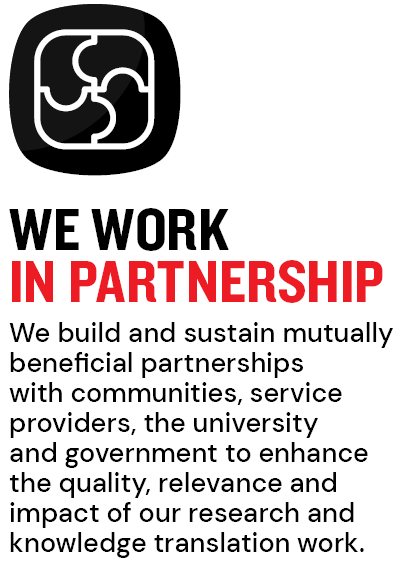 WE WORK
IN PARTNERSHIP
We build and sustain mutually
beneficial partnerships
with communities, service
providers, the university
and government to enhance
the quality, relevance and
impact of our research and
knowledge translation work.